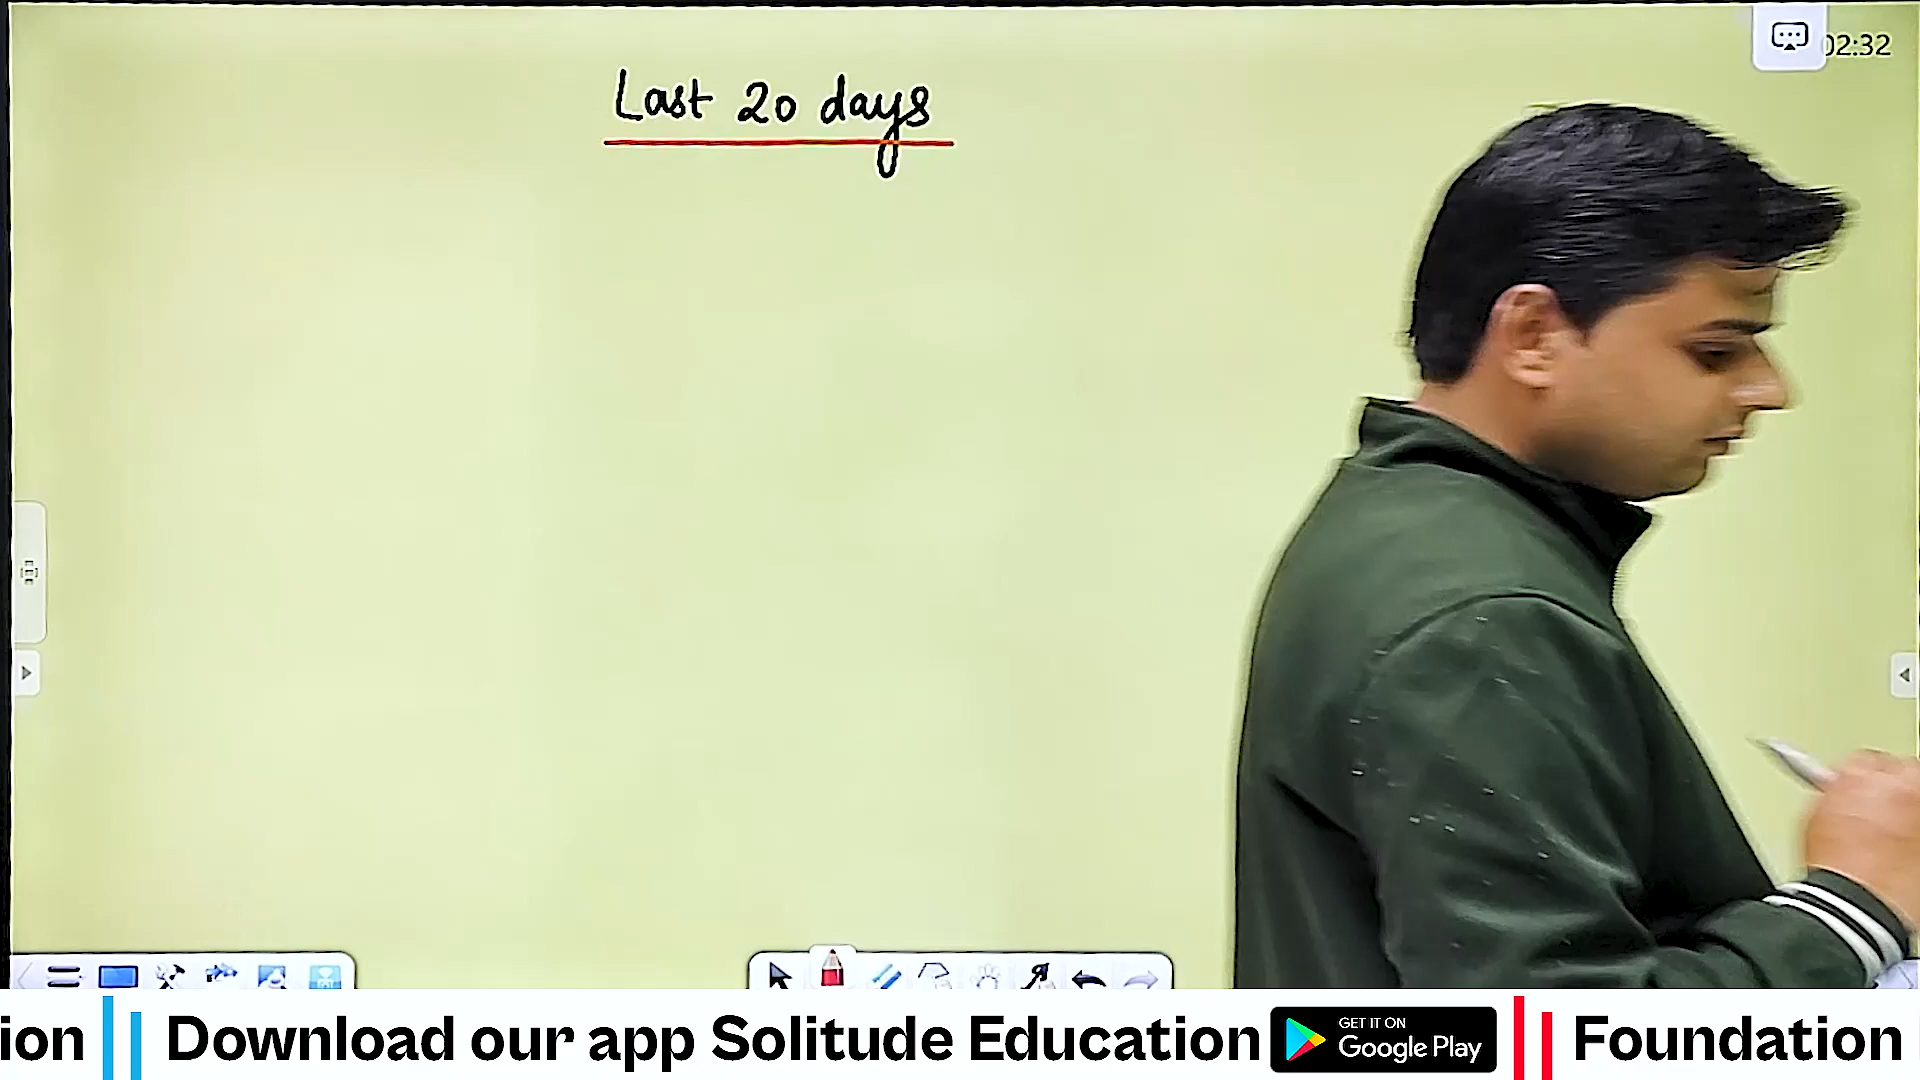 02:32
Last 20 days
ion Download our app Solitude Education GET IT ON Google Play Foundation